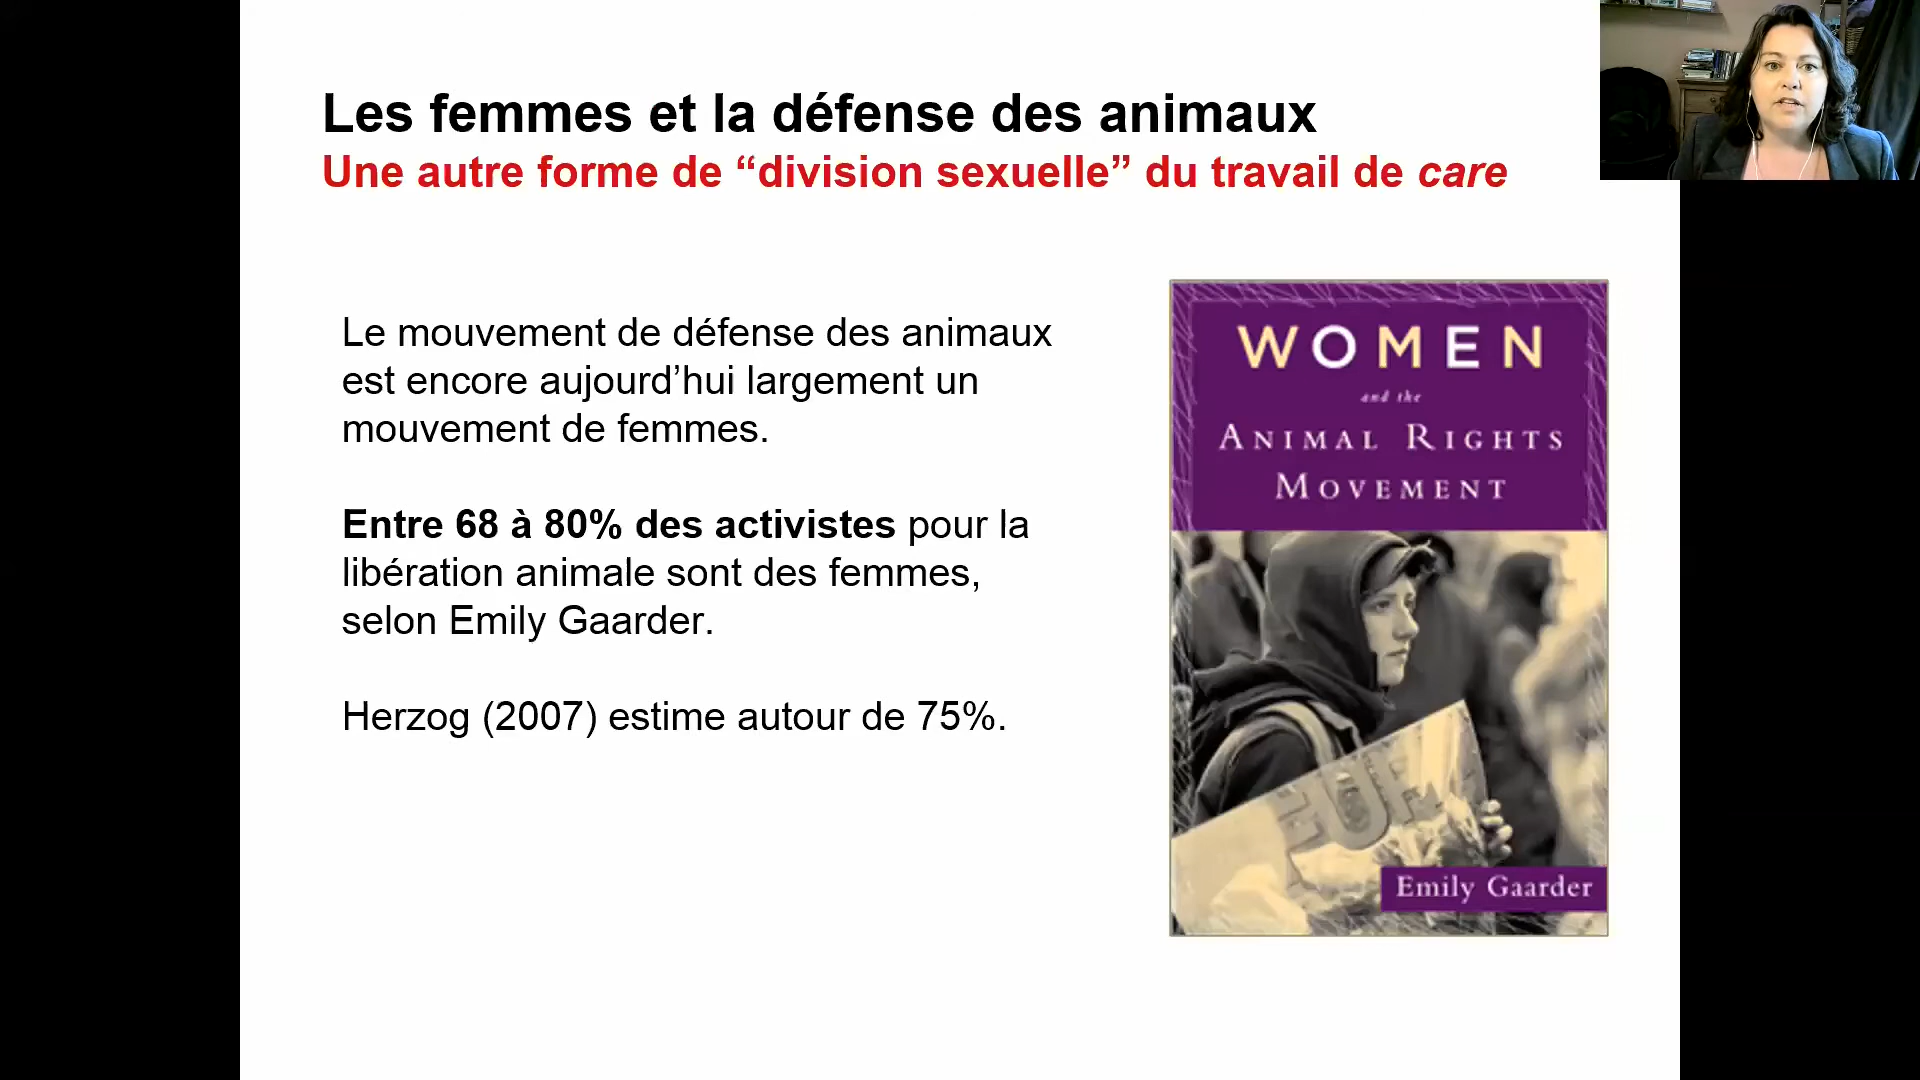 Les femmes et la défense des animaux
Une autre forme de “division sexuelle” du travail de care
Le mouvement de défense des animaux
est encore aujourd’hui largement un
mouvement de femmes.
Entre 68 à 80% des activistes pour la
libération animale sont des femmes,
selon Emily Gaarder.
Herzog (2007) estime autour de 75%.
WOMEN
and the
ANIMAL RIGHTS
MOVEMENT
Emily Gaarder